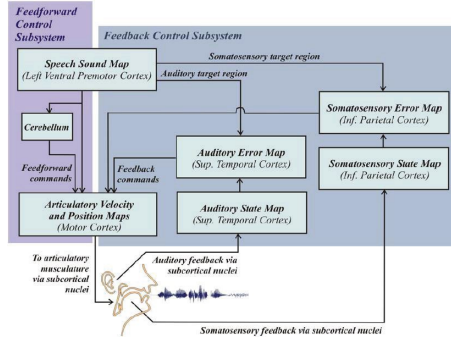 Feedforward
Control
Subsystem
Feedback Control Subsystem
Speech Sound Map
(Left Ventral Premotor Cortex)
Somatosensory target region
Auditory target region
Cerebellum
Somatosensory Error Map
(Inf. Parietal Cortex)
Feedforward
commands
Feedback
commands
Auditory Error Map
(Sup. Temporal Cortex)
Somatosensory State Map
(Inf. Parietal Cortex)
Articulatory Velocity
and Position Maps
(Motor Cortex)
Auditory State Map
(Sup. Temporal Cortex)
To articulatory
musculature
via subcortical
nuclei
Auditory feedback via
subcortical nuclei
Somatosensory feedback via subcortical nuclei